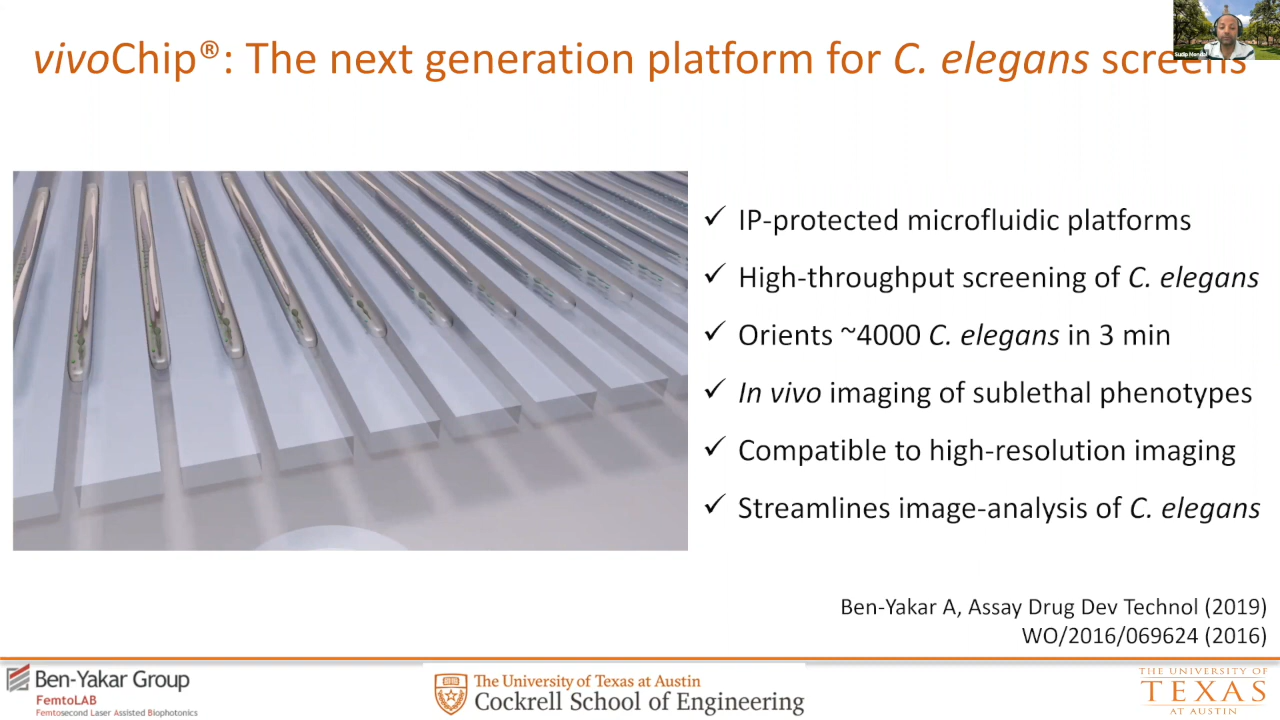 vivoChip®: The next generation platform for C. elegans screens
✓ IP-protected microfluidic platforms
✓ High-throughput screening of C. elegans
✓ Orients ~4000 C. elegans in 3 min
✓ In vivo imaging of sublethal phenotypes
✓ Compatible to high-resolution imaging
✓ Streamlines image-analysis of C. elegans
Ben-Yakar A, Assay Drug Dev Technol (2019)
WO/2016/069624 (2016)
Ben-Yakar Group
FemtoLAB
Femtosecond Laser Assisted Biophotonics
The University of Texas at Austin
Cockrell School of Engineering
THE UNIVERSITY OF
TEXAS
AT AUSTIN